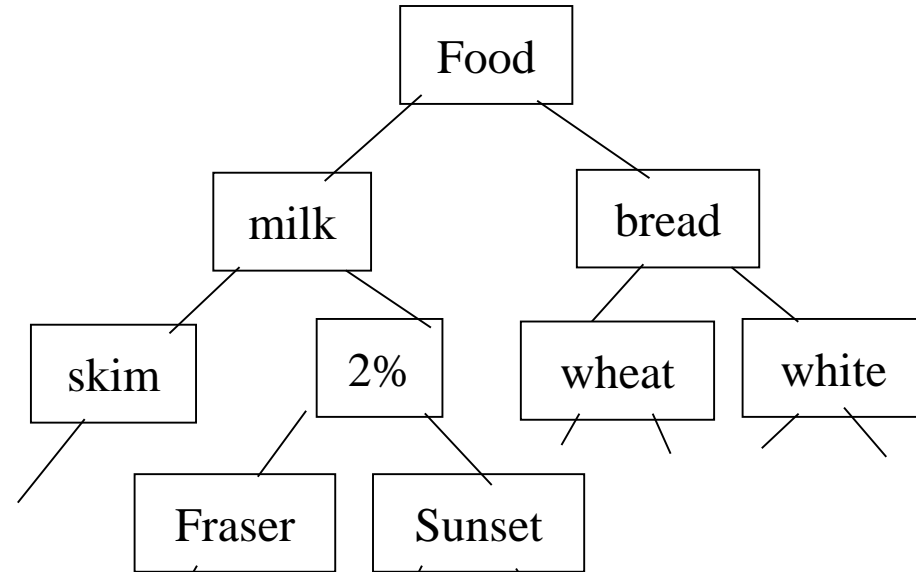 Food
milk
bread
skim
2%
wheat
white
Fraser
Sunset